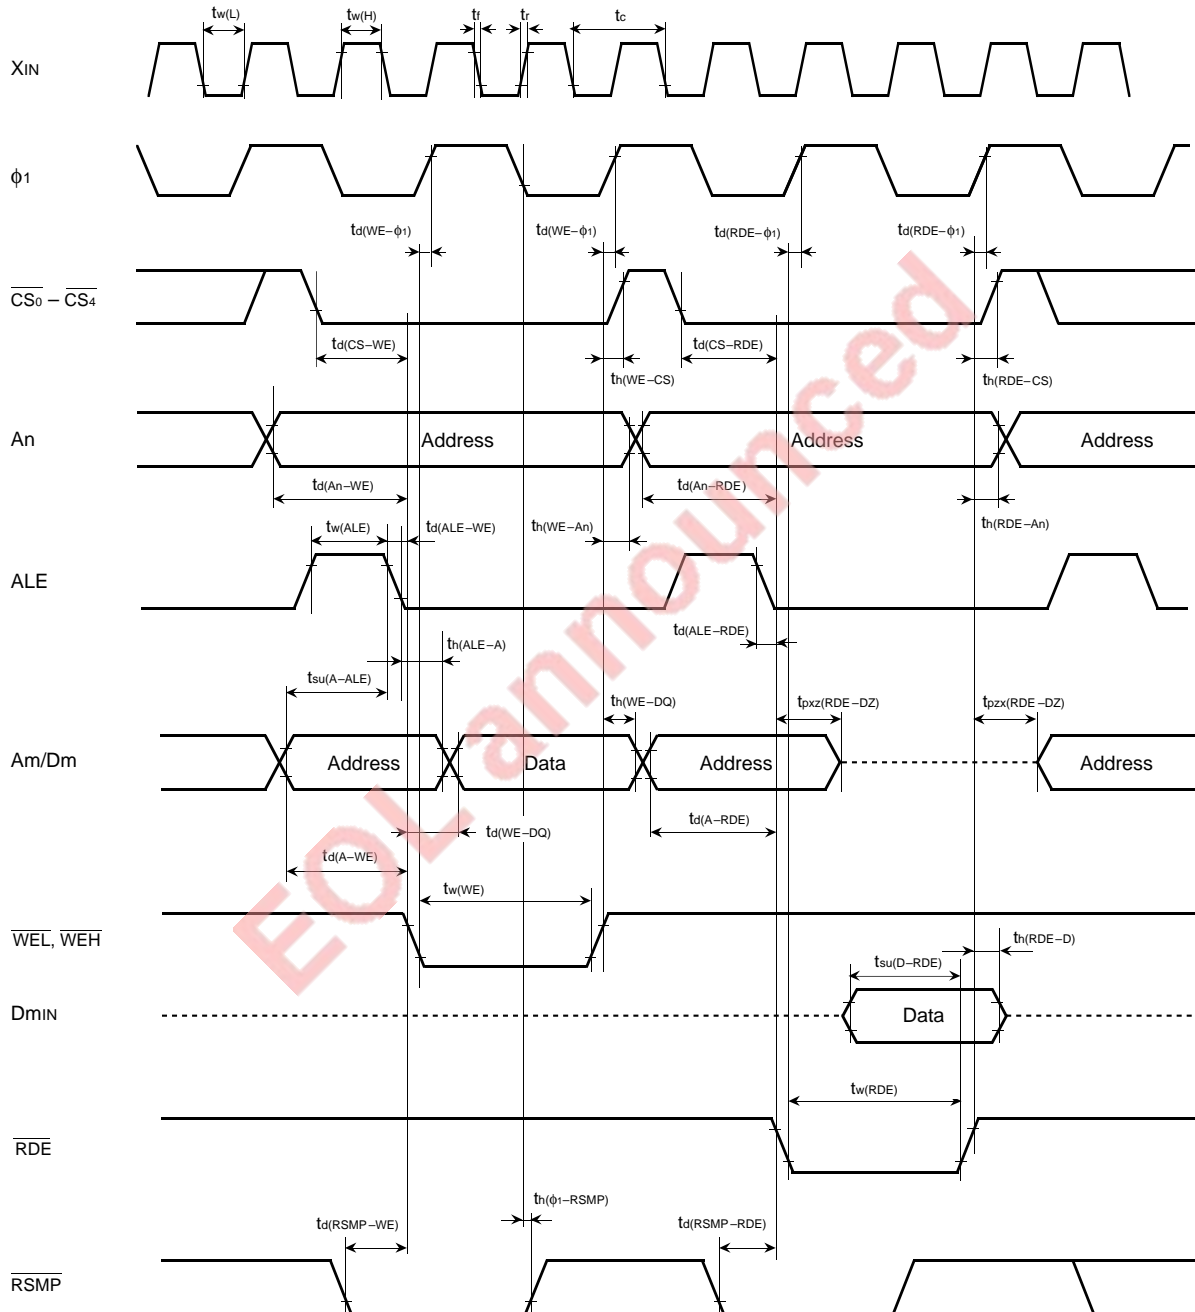 tw(L) tw(H) tf tr tc
XIN
ϕ1
td(WE–ϕ1) td(WE–ϕ1) td(RDE–ϕ1) td(RDE–ϕ1)
CS0 – CS4
td(CS–WE) td(CS–RDE)
th(WE–CS) th(RDE–CS)
An Address Address Address
td(An–WE) td(An–RDE)
tw(ALE) td(ALE–WE) th(WE–An) th(RDE–An)
ALE
th(ALE–A) td(ALE–RDE)
tsu(A–ALE) th(WE–DQ) tpxz(RDE–DZ) tpzx(RDE–DZ)
Am/Dm Address Data Address Address
td(WE–DQ) td(A–RDE)
td(A–WE)
tw(WE)
WEL, WEH
th(RDE–D)
tsu(D–RDE)
DmIN Data
tw(RDE)
RDE
th(ϕ1–RSMP)
td(RSMP–WE) td(RSMP–RDE)
RSMP
EOL announced